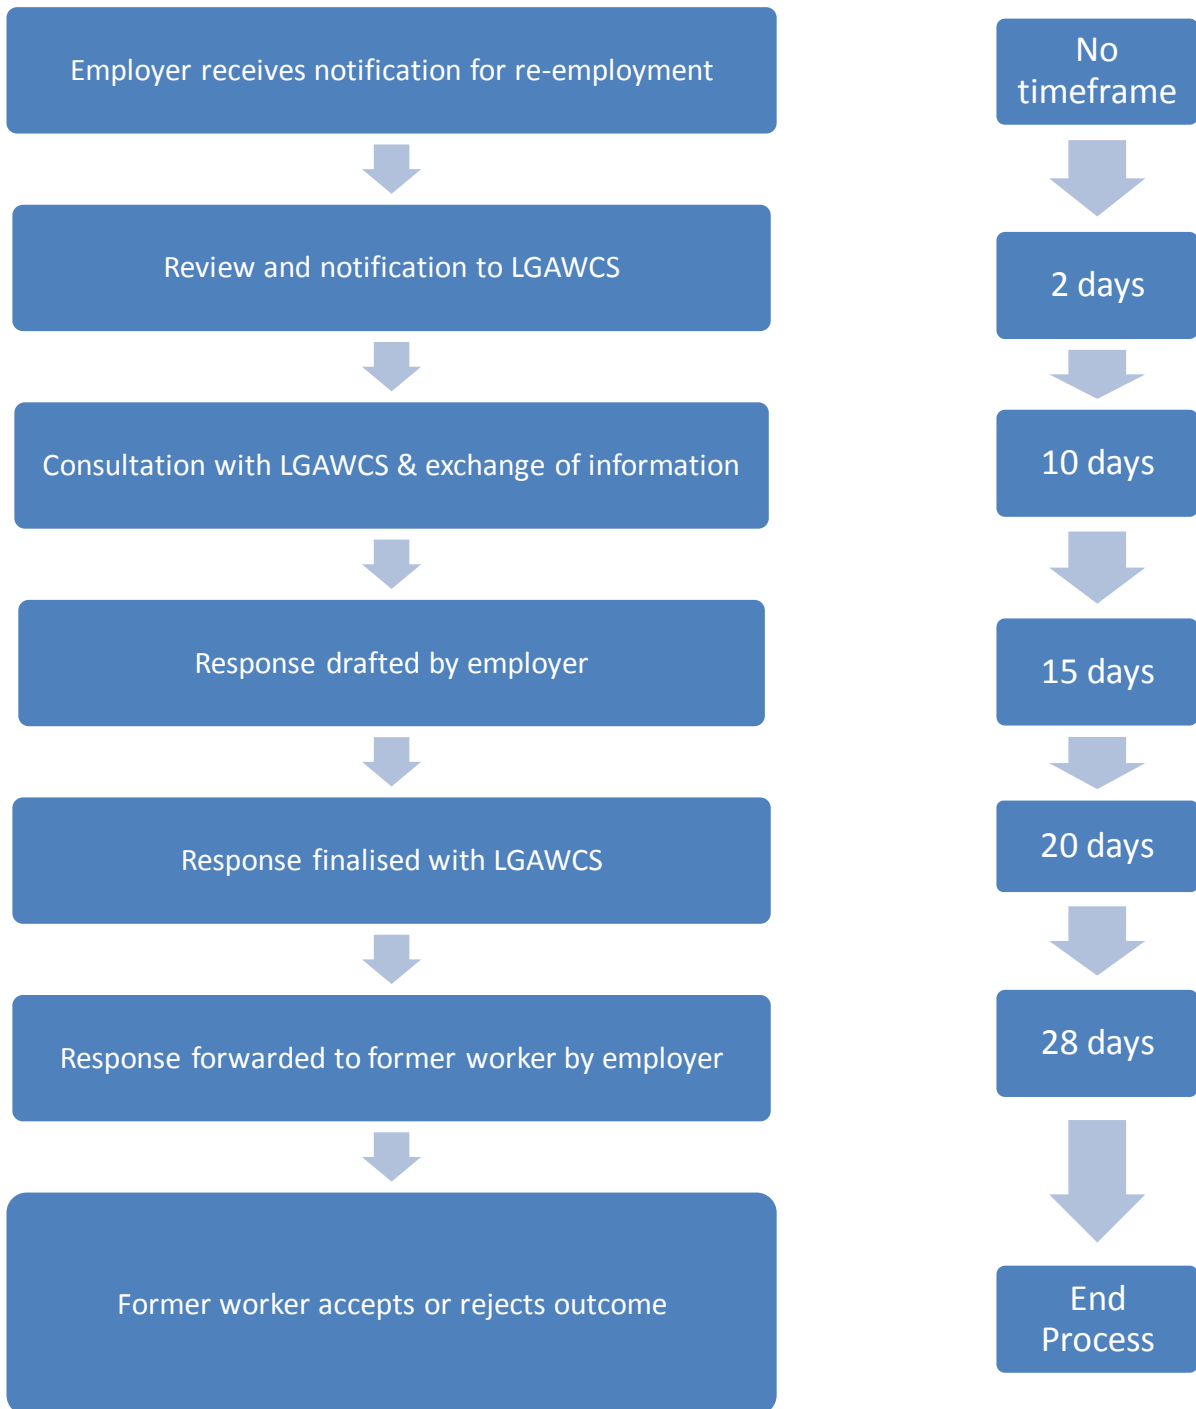 Employer receives notification for re-employment
No
timeframe
Review and notification to LGAWCS
2 days
Consultation with LGAWCS & exchange of information
10 days
Response drafted by employer
15 days
Response finalised with LGAWCS
20 days
Response forwarded to former worker by employer
28 days
Former worker accepts or rejects outcome
End
Process